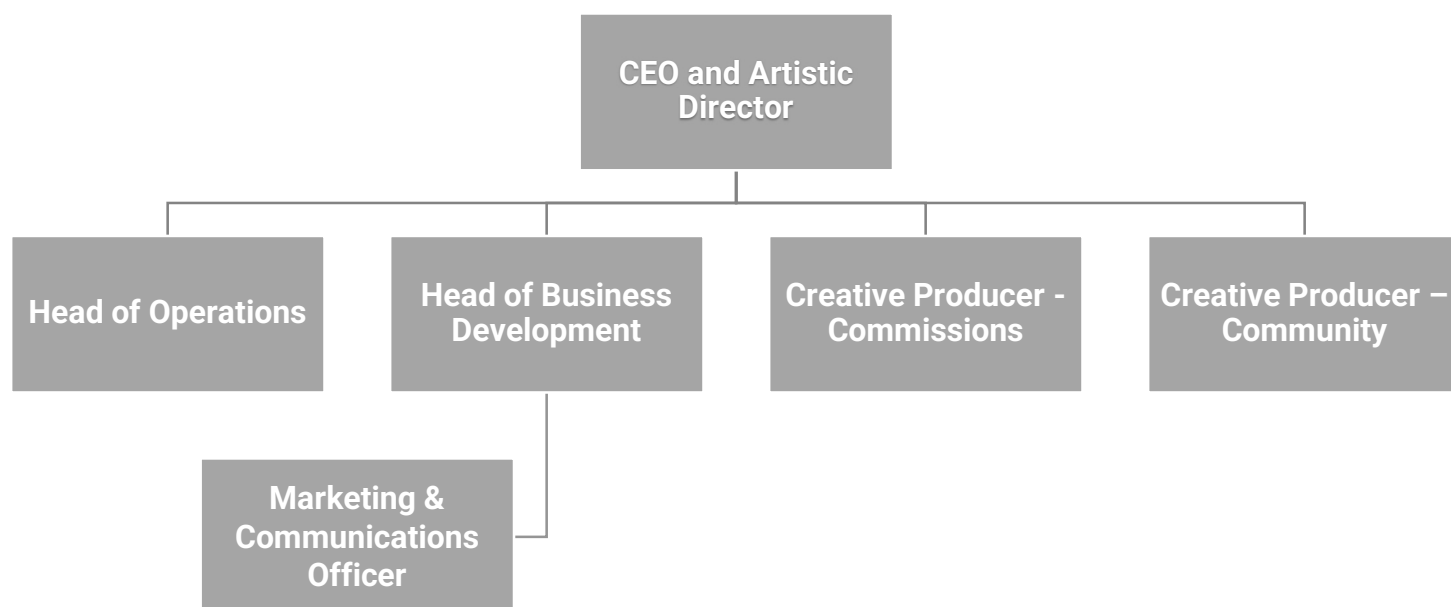 CEO and Artistic
Director
Head of Operations
Head of Business
Development
Creative Producer -
Commissions
Creative Producer –
Community
Marketing &
Communications
Officer